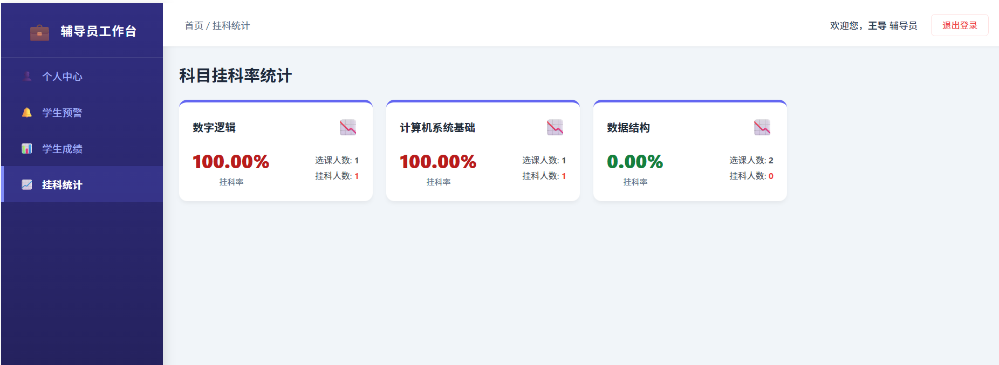 辅导员工作台
个人中心
学生预警
学生成绩
挂科统计
首页 / 挂科统计
欢迎您，王导 辅导员
退出登录
科目挂科率统计
数字逻辑
100.00%
挂科率
选课人数: 1
挂科人数: 1
计算机系统基础
100.00%
挂科率
选课人数: 1
挂科人数: 1
数据结构
0.00%
挂科率
选课人数: 2
挂科人数: 0